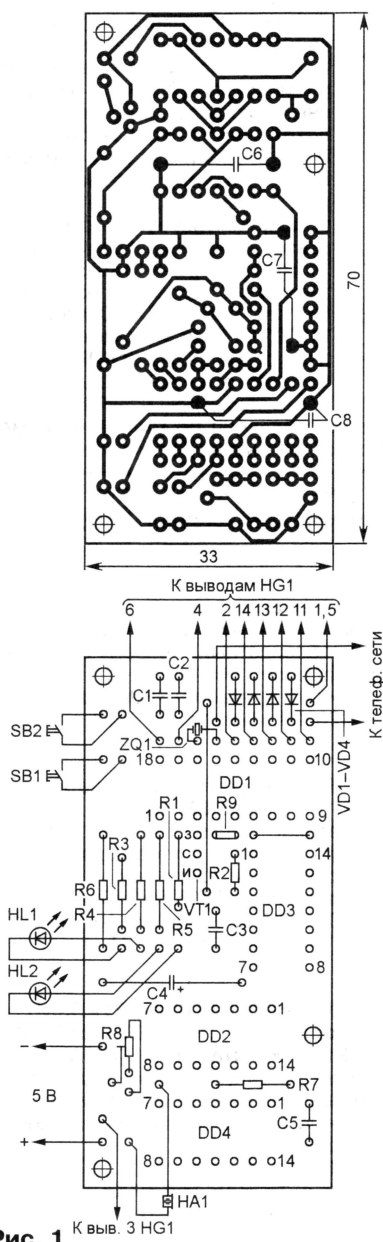 C6
C7
70
C8
33
К выводам HG1
6 4 2 14 13 12 11 1, 5
К телеф. сети
C2
C1
SB2
ZQ1
VD1–VD4
SB1
18 10
DD1
R3 R1 R9
1 9
З
С
И
1 14
R2
R6
R4
R5
VT1
DD3
HL1
C3
HL2
7 8
C4 +
7 1
R8
DD2
–
8 14
5 В
R7
7 1
C5
DD4
+
8 14
HA1
К выв. 3 HG1
Рис. 1